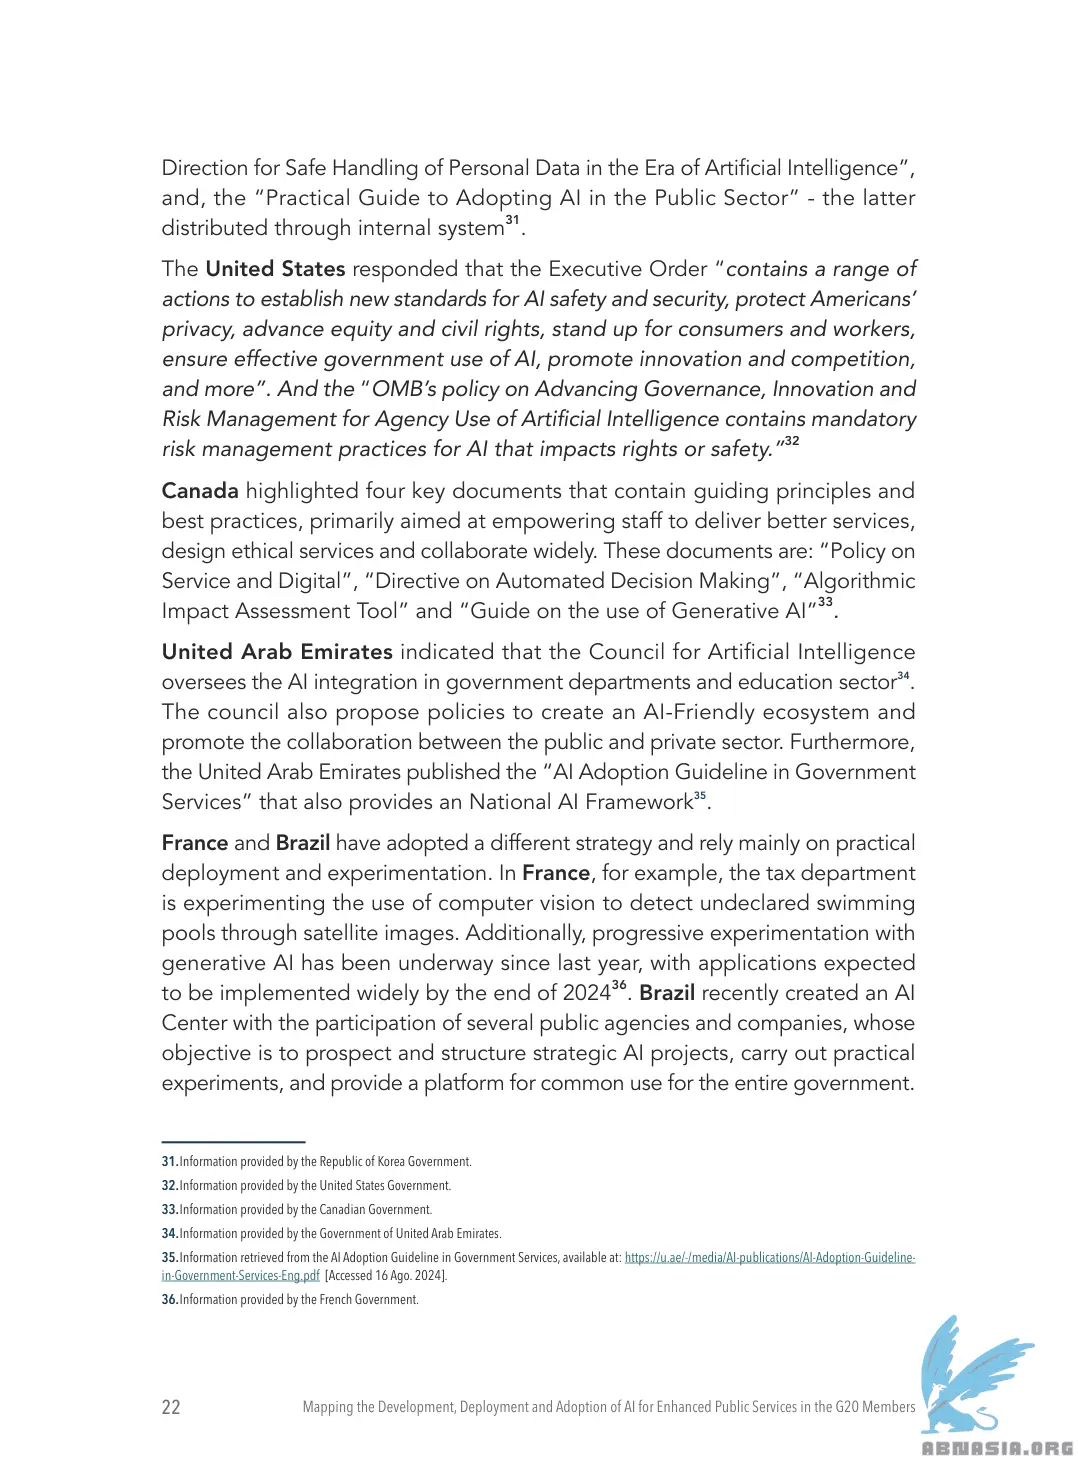 Direction for Safe Handling of Personal Data in the Era of Artificial Intelligence”,
and, the “Practical Guide to Adopting AI in the Public Sector” - the latter
distributed through internal system31.
The United States responded that the Executive Order “contains a range of
actions to establish new standards for AI safety and security, protect Americans’
privacy, advance equity and civil rights, stand up for consumers and workers,
ensure effective government use of AI, promote innovation and competition,
and more”. And the “OMB’s policy on Advancing Governance, Innovation and
Risk Management for Agency Use of Artificial Intelligence contains mandatory
risk management practices for AI that impacts rights or safety.”32
Canada highlighted four key documents that contain guiding principles and
best practices, primarily aimed at empowering staff to deliver better services,
design ethical services and collaborate widely. These documents are: “Policy on
Service and Digital”, “Directive on Automated Decision Making”, “Algorithmic
Impact Assessment Tool” and “Guide on the use of Generative AI”33.
United Arab Emirates indicated that the Council for Artificial Intelligence
oversees the AI integration in government departments and education sector34.
The council also propose policies to create an AI-Friendly ecosystem and
promote the collaboration between the public and private sector. Furthermore,
the United Arab Emirates published the “AI Adoption Guideline in Government
Services” that also provides an National AI Framework35.
France and Brazil have adopted a different strategy and rely mainly on practical
deployment and experimentation. In France, for example, the tax department
is experimenting the use of computer vision to detect undeclared swimming
pools through satellite images. Additionally, progressive experimentation with
generative AI has been underway since last year, with applications expected
to be implemented widely by the end of 202436. Brazil recently created an AI
Center with the participation of several public agencies and companies, whose
objective is to prospect and structure strategic AI projects, carry out practical
experiments, and provide a platform for common use for the entire government.
31.Information provided by the Republic of Korea Government.
32.Information provided by the United States Government.
33.Information provided by the Canadian Government.
34.Information provided by the Government of United Arab Emirates.
35.Information retrieved from the AI Adoption Guideline in Government Services, available at: https://u.ae/-/media/AI-publications/AI-Adoption-Guideline-
in-Government-Services-Eng.pdf [Accessed 16 Ago. 2024].
36.Information provided by the French Government.
22 Mapping the Development, Deployment and Adoption of AI for Enhanced Public Services in the G20 Members
ABNASIA.ORG